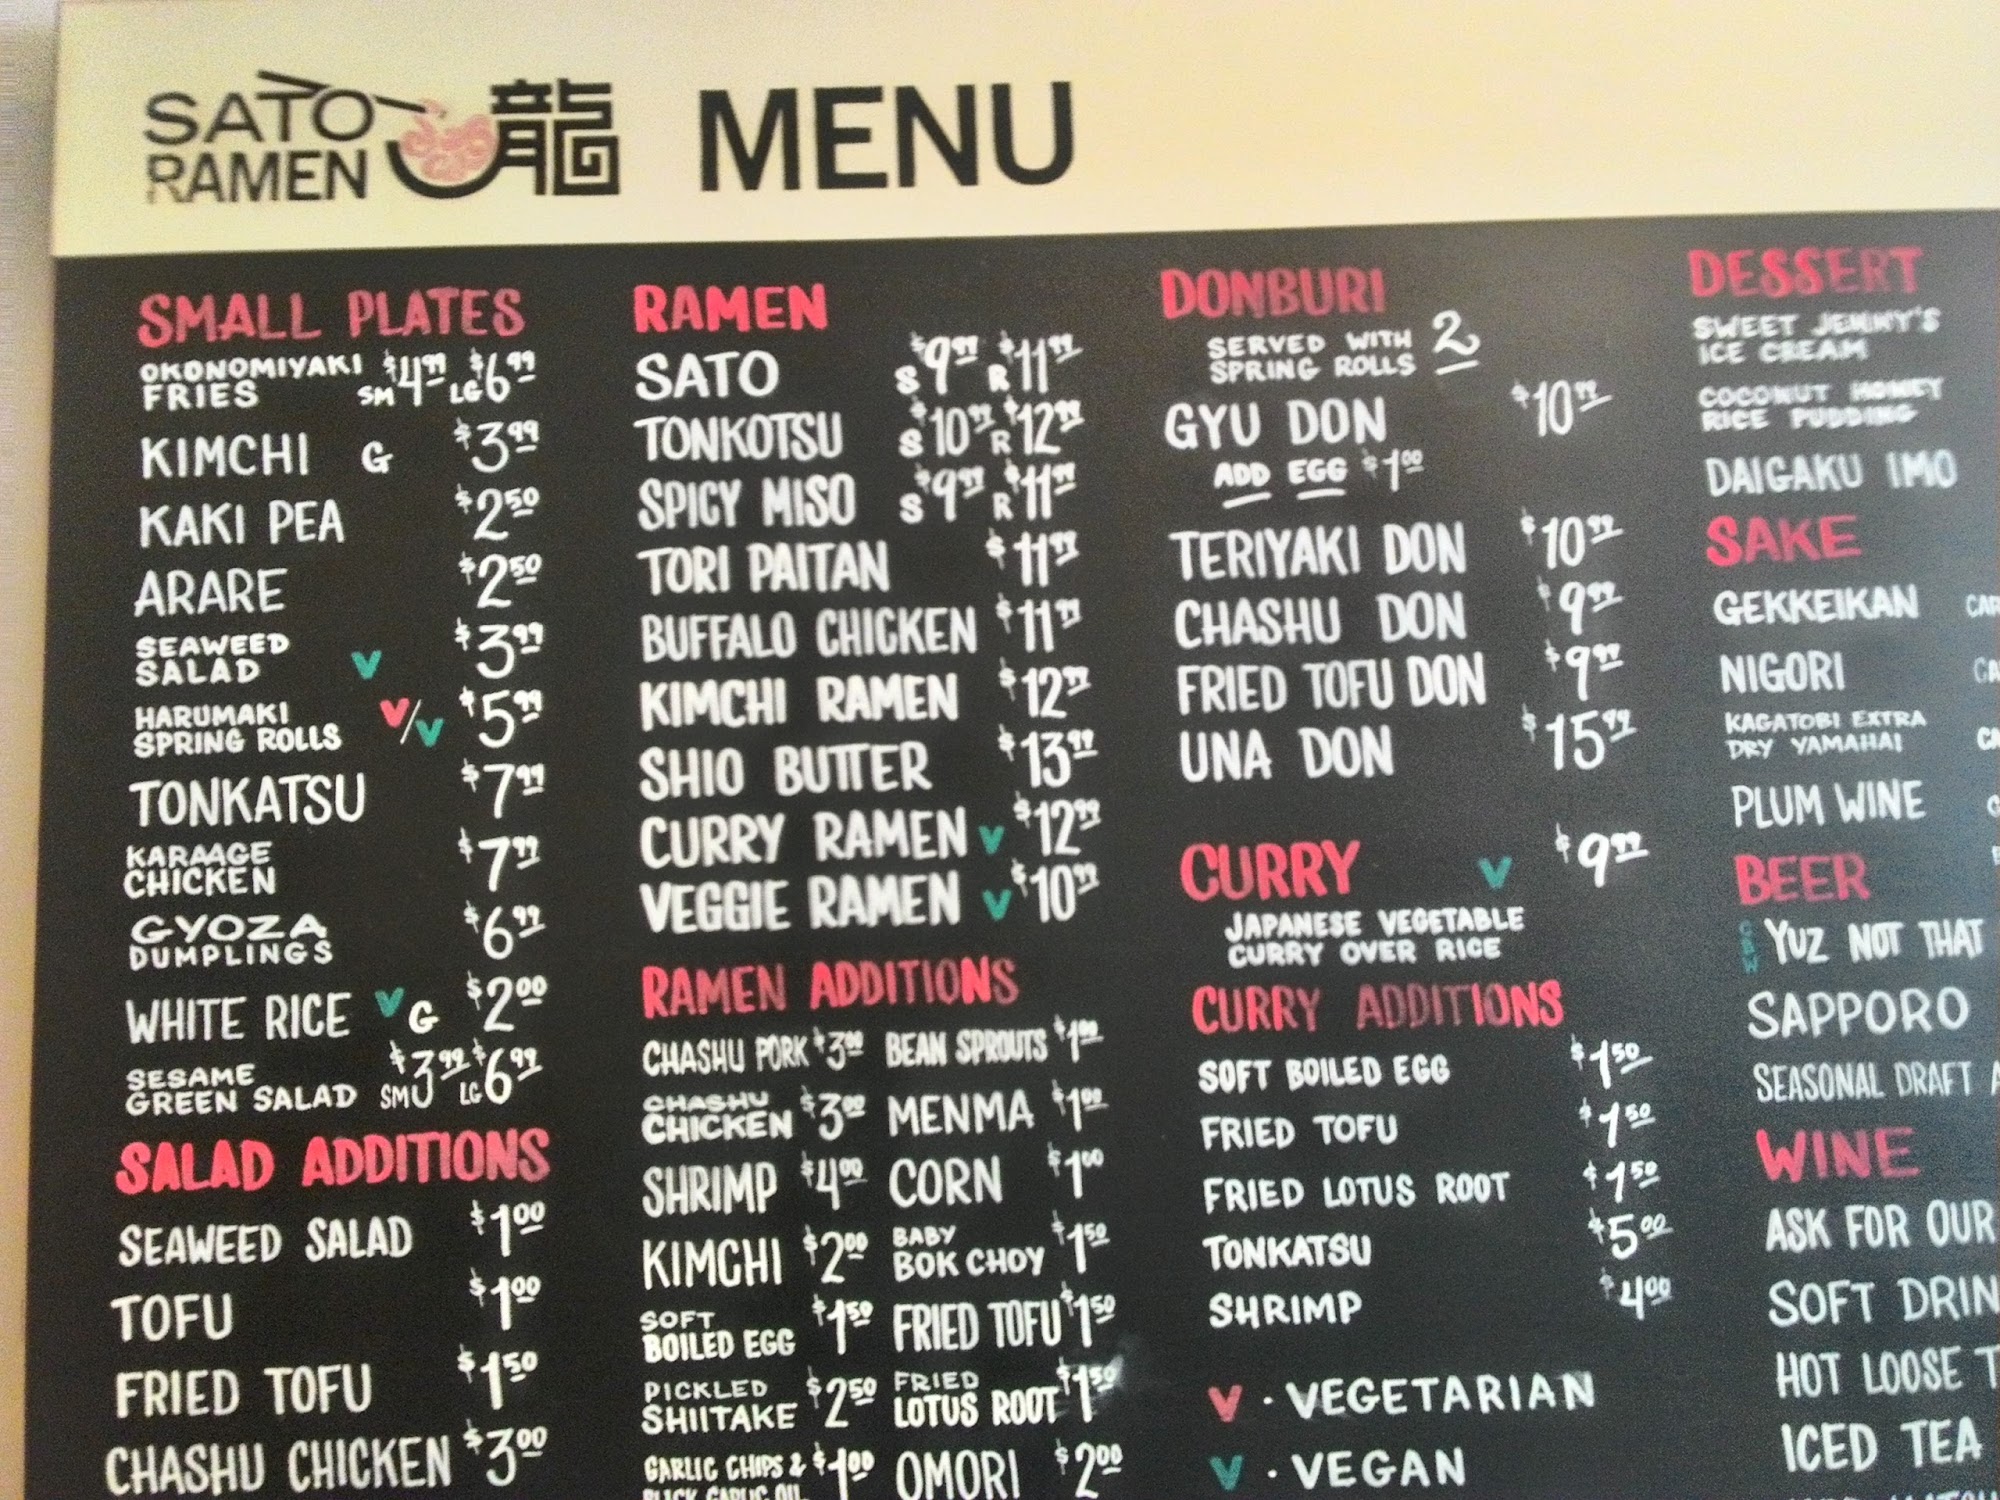 SATO
RAMEN
龍
MENU
SMALL PLATES
OKONOMIYAKI
FRIES SM $4.99 LG $6.99
KIMCHI G $3.99
KAKI PEA $2.50
ARARE $2.50
SEAWEED
SALAD V $3.99
HARUMAKI
SPRING ROLLS V/V $5.99
TONKATSU $7.99
KARAAGE
CHICKEN $7.99
GYOZA
DUMPLINGS $6.99
WHITE RICE V G $2.00
SESAME
GREEN SALAD SM $3.99 LG $6.99
SALAD ADDITIONS
SEAWEED SALAD $1.00
TOFU $1.00
FRIED TOFU $1.50
CHASHU CHICKEN $3.00
RAMEN
SATO S $9.99 R $11.99
TONKOTSU S $10.99 R $12.99
SPICY MISO S $9.99 R $11.99
TORI PAITAN $11.99
BUFFALO CHICKEN $11.99
KIMCHI RAMEN $12.99
SHIO BUTTER $13.99
CURRY RAMEN V $12.99
VEGGIE RAMEN V $10.99
RAMEN ADDITIONS
CHASHU PORK $3.00 BEAN SPROUTS $1.00
CHASHU
CHICKEN $3.00 MENMA $1.00
SHRIMP $4.00 CORN $1.00
KIMCHI $2.00 BABY
BOK CHOY $1.50
SOFT
BOILED EGG $1.50 FRIED TOFU $1.50
PICKLED
SHIITAKE $2.50 FRIED
LOTUS ROOT $1.50
GARLIC CHIPS & $1.00 OMORI $2.00
GARLIC OIL
DONBURI
SERVED WITH 2
SPRING ROLLS
GYU DON $10.99
ADD EGG $1.00
TERIYAKI DON $10.99
CHASHU DON $9.99
FRIED TOFU DON $9.99
UNA DON $15.99
CURRY V $9.99
JAPANESE VEGETABLE
CURRY OVER RICE
CURRY ADDITIONS
SOFT BOILED EGG $1.50
FRIED TOFU $1.50
FRIED LOTUS ROOT $1.50
TONKATSU $5.00
SHRIMP $4.00
V · VEGETARIAN
V · VEGAN
DESSERT
SWEET JENNY'S
ICE CREAM
COCONUT HONEY
RICE PUDDING
DAIGAKU IMO
SAKE
GEKKEIKAN CAR
NIGORI CA
KAGATOBI EXTRA
DRY YAMAHAI CA
PLUM WINE
BEER
YUZ NOT THAT
SAPPORO
SEASONAL DRAFT A
WINE
ASK FOR OUR
SOFT DRIN
HOT LOOSE T
ICED TEA